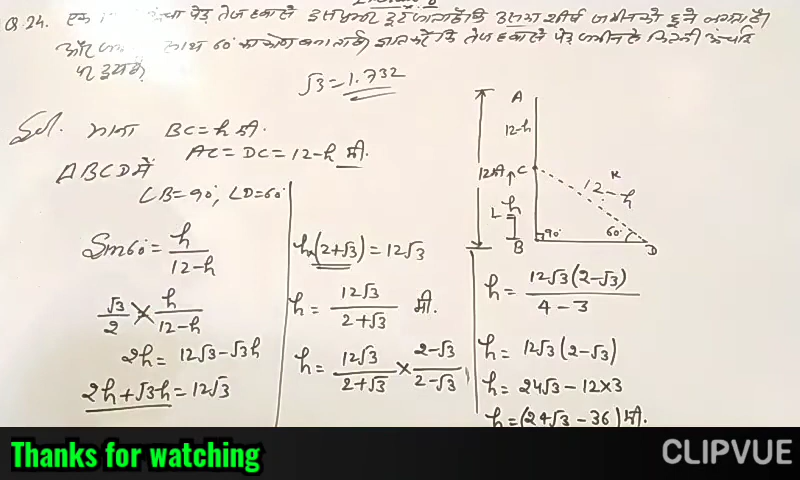 Q.24. एक ऊंचा पेड़ तेज हवा से इस प्रकार टूट जाता है कि उसका शीर्ष जमीन को छूने लगता है।
और साथ 60° का कोण बनाता है। ज्ञात करें कि तेज हवा से पेड़ जमीन के कितनी ऊंचाई
पर
√3 = 1.732
Sol. माना BC = h मी.
AC = DC = 12-h मी.
ΔBCD में
∠B = 90°, ∠D = 60°
Sin60° = h/12-h
√3/2 × h/12-h
2h = 12√3 - √3h
2h + √3h = 12√3
h(2+√3) = 12√3
h = 12√3/2+√3 मी.
h = 12√3/2+√3 × 2-√3/2-√3
A
12-h
12मी
C
h
L
B
90°
60°
D
12-h
h = 12√3(2-√3)/4-3
h = 12√3(2-√3)
h = 24√3 - 12×3
h = (24√3 - 36) मी.
Thanks for watching
CLIPVUE